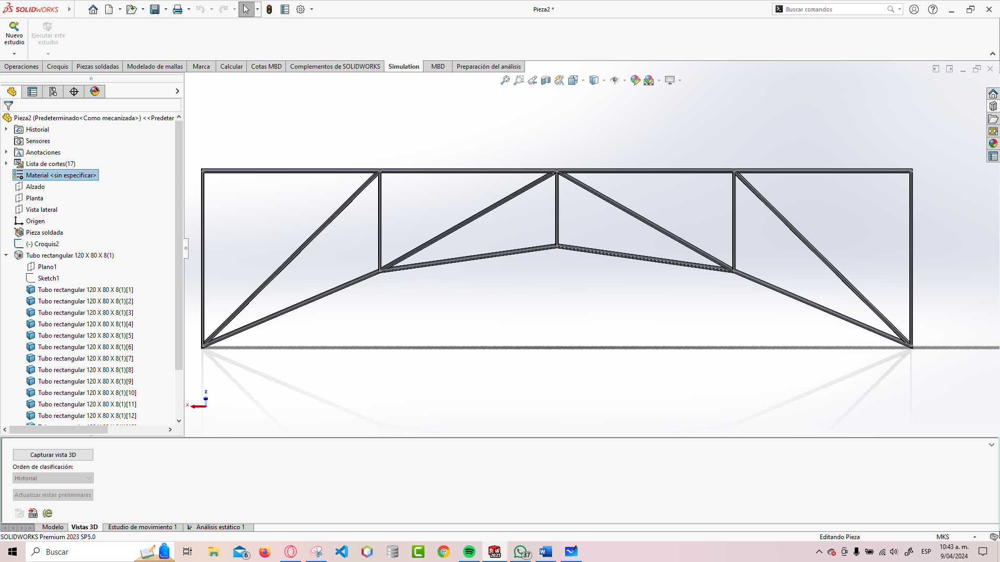 SOLIDWORKS
Pieza2 *
Buscar comandos
Nuevo estudio
Ejecutar este estudio
Operaciones
Croquis
Piezas soldadas
Modelado de mallas
Marca
Calcular
Cotas MBD
Complementos de SOLIDWORKS
Simulation
MBD
Preparación del análisis
Pieza2 (Predeterminado<Como mecanizada>) <<Predeter
Historial
Sensores
Anotaciones
Lista de cortes(17)
Material <sin especificar>
Alzado
Planta
Vista lateral
Origen
Pieza soldada
(-) Croquis2
Tubo rectangular 120 X 80 X 8(1)
Plano1
Sketch1
Tubo rectangular 120 X 80 X 8(1)[1]
Tubo rectangular 120 X 80 X 8(1)[2]
Tubo rectangular 120 X 80 X 8(1)[3]
Tubo rectangular 120 X 80 X 8(1)[4]
Tubo rectangular 120 X 80 X 8(1)[5]
Tubo rectangular 120 X 80 X 8(1)[6]
Tubo rectangular 120 X 80 X 8(1)[7]
Tubo rectangular 120 X 80 X 8(1)[8]
Tubo rectangular 120 X 80 X 8(1)[9]
Tubo rectangular 120 X 80 X 8(1)[10]
Tubo rectangular 120 X 80 X 8(1)[11]
Tubo rectangular 120 X 80 X 8(1)[12]
Z
X
Capturar vista 3D
Orden de clasificación:
Historial
Actualizar vistas preliminares
STEP
Modelo
Vistas 3D
Estudio de movimiento 1
Análisis estático 1
SOLIDWORKS Premium 2023 SP5.0
Editando Pieza
MKS
Buscar
6
2023
37
ESP
10:43 a. m.
9/04/2024